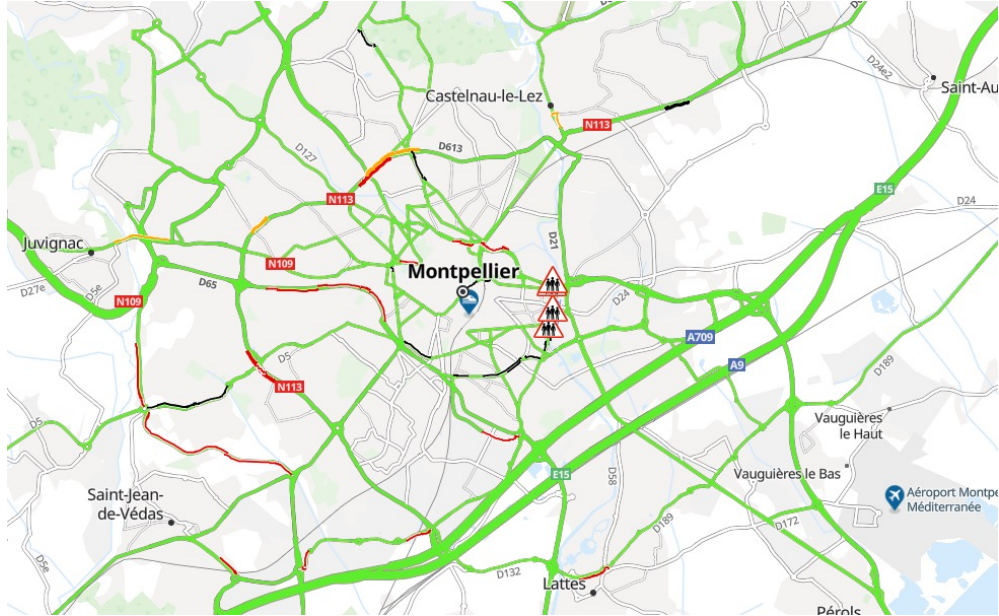 D24e2
Saint-Au
Castelnau-le-Lez
N113
D613
D127
E15
N113
D24
D21
Juvignac
N109
Montpellier
D27e
D5e
D65
D24
N109
A709
D5
A9
D189
N113
Vauguières
le Haut
D5
E15
Vauguières le Bas
D58
Saint-Jean-
de-Védas
Aéroport Montpe
Méditerranée
D189
D172
D5e
D132
Lattes
Pérols